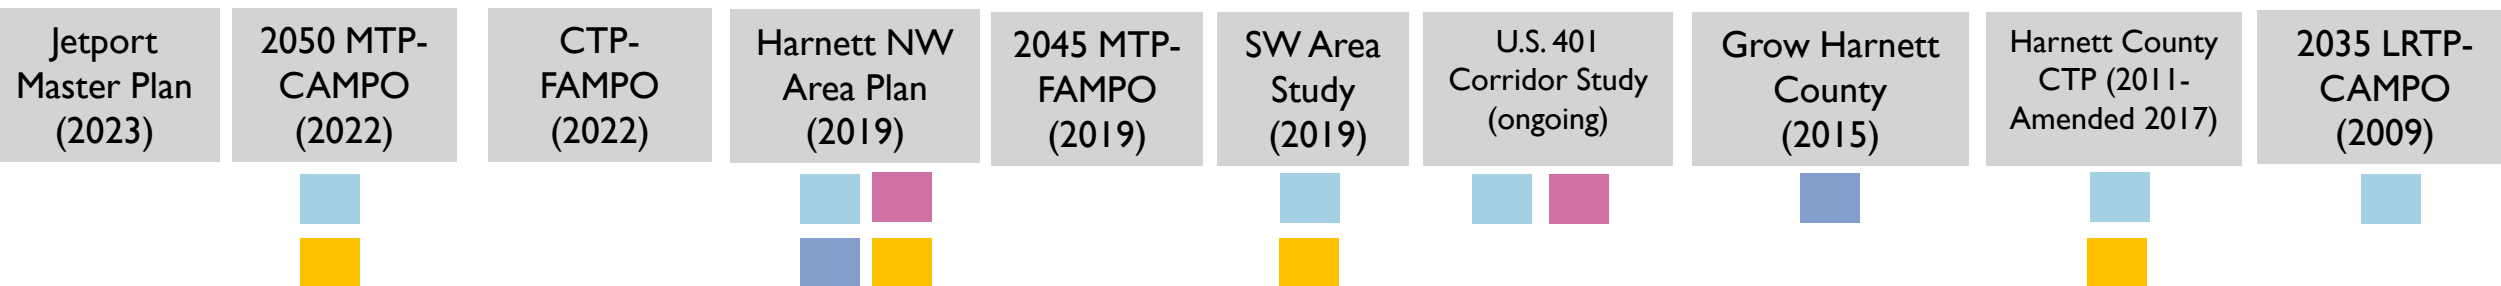 Jetport
Master Plan
(2023)
2050 MTP-
CAMPO
(2022)
CTP-
FAMPO
(2022)
Harnett NW
Area Plan
(2019)
2045 MTP-
FAMPO
(2019)
SW Area
Study
(2019)
U.S. 401
Corridor Study
(ongoing)
Grow Harnett
County
(2015)
Harnett County
CTP (2011-
Amended 2017)
2035 LRTP-
CAMPO
(2009)